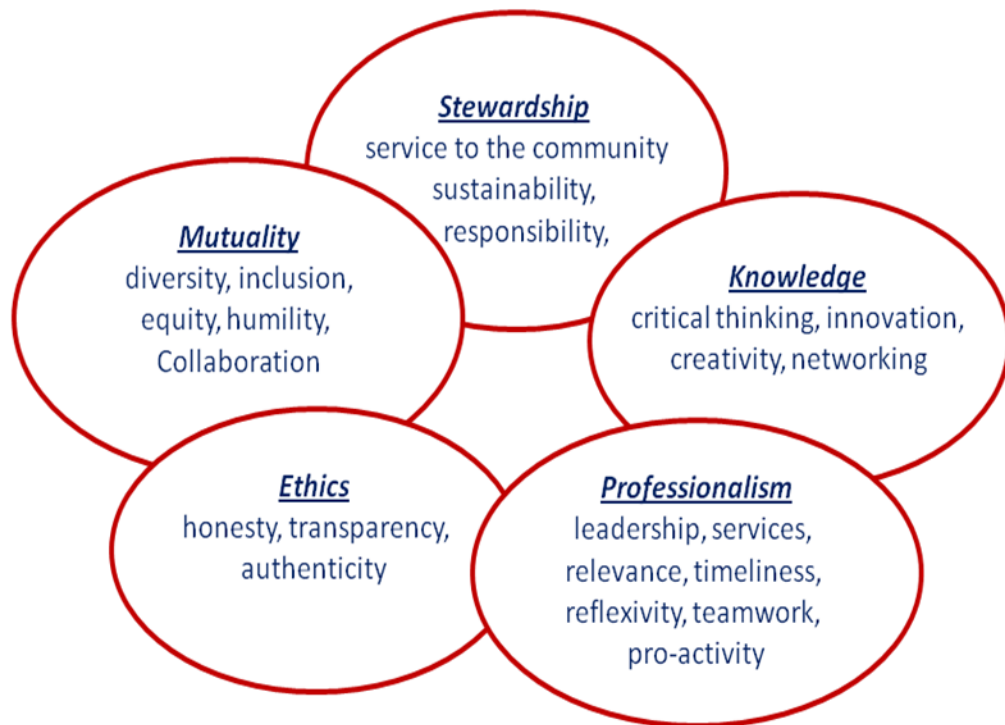 Stewardship
service to the community
sustainability,
responsibility,
Mutuality
diversity, inclusion,
equity, humility,
Collaboration
Knowledge
critical thinking, innovation,
creativity, networking
Ethics
honesty, transparency,
authenticity
Professionalism
leadership, services,
relevance, timeliness,
reflexivity, teamwork,
pro-activity